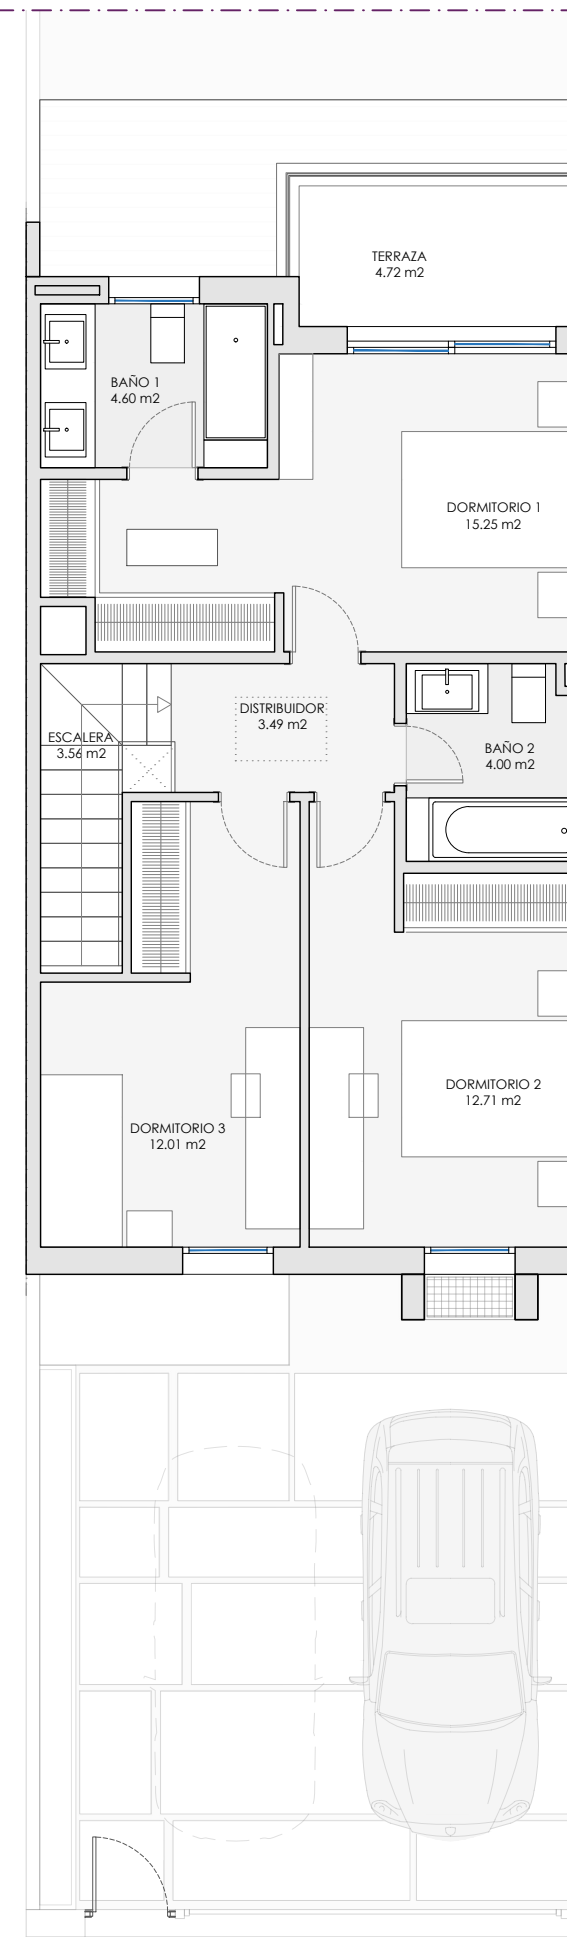 TERRAZA
4.72 m2
BAÑO 1
4.60 m2
DORMITORIO 1
15.25 m2
DISTRIBUIDOR
3.49 m2
ESCALERA
3.56 m2
BAÑO 2
4.00 m2
DORMITORIO 2
12.71 m2
DORMITORIO 3
12.01 m2